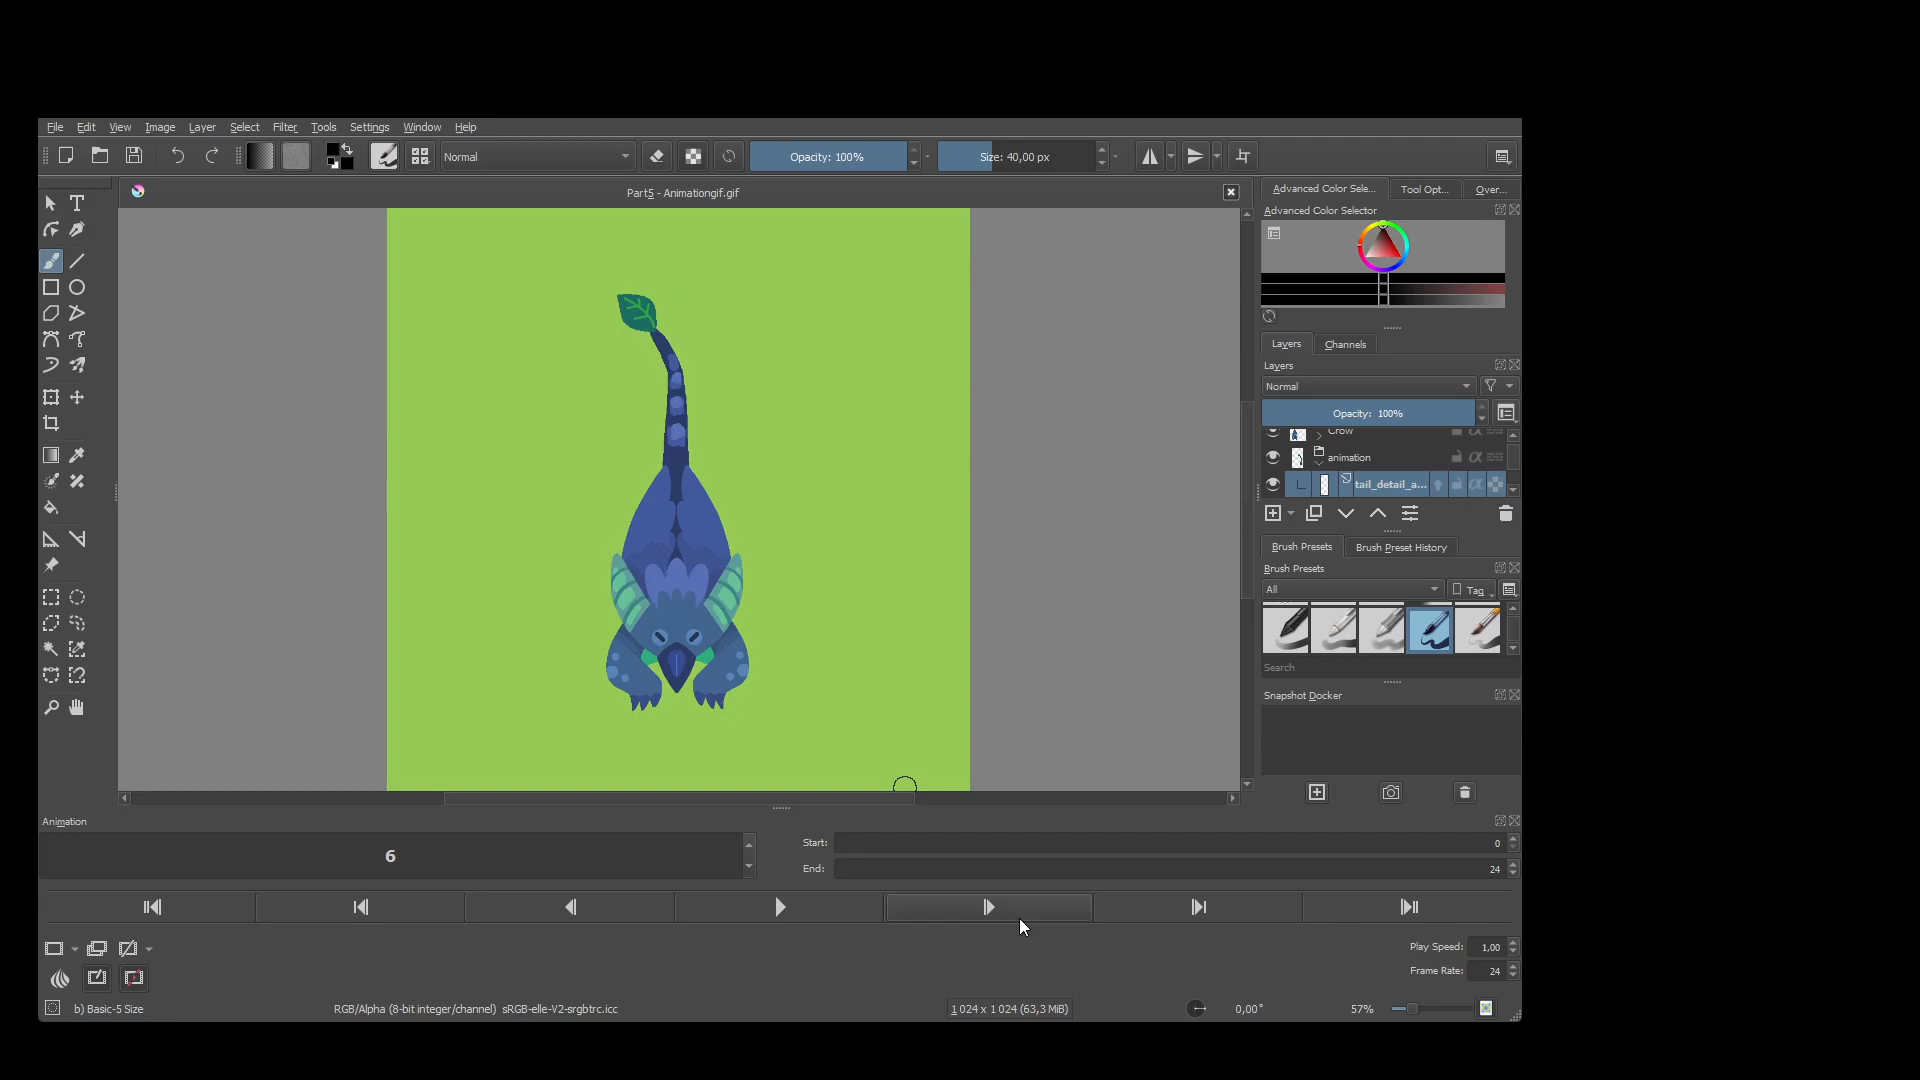 File Edit View Image Layer Select Filter Tools Settings Window Help
Normal
Opacity: 100%
Size: 40,00 px
Part5 - Animationgif.gif
Advanced Color Sele... Tool Opt... Over...
Advanced Color Selector
Layers Channels
Layers
Normal
Opacity: 100%
Crow
animation
tail_detail_a...
Brush Presets Brush Preset History
Brush Presets
All Tag
Search
Snapshot Docker
Animation
6
Start: 0
End: 24
Play Speed: 1,00
Frame Rate: 24
b) Basic-5 Size RGB/Alpha (8-bit integer/channel) sRGB-elle-V2-srgbtrc.icc 1 024 x 1 024 (63,3 MiB) 0,00° 57%